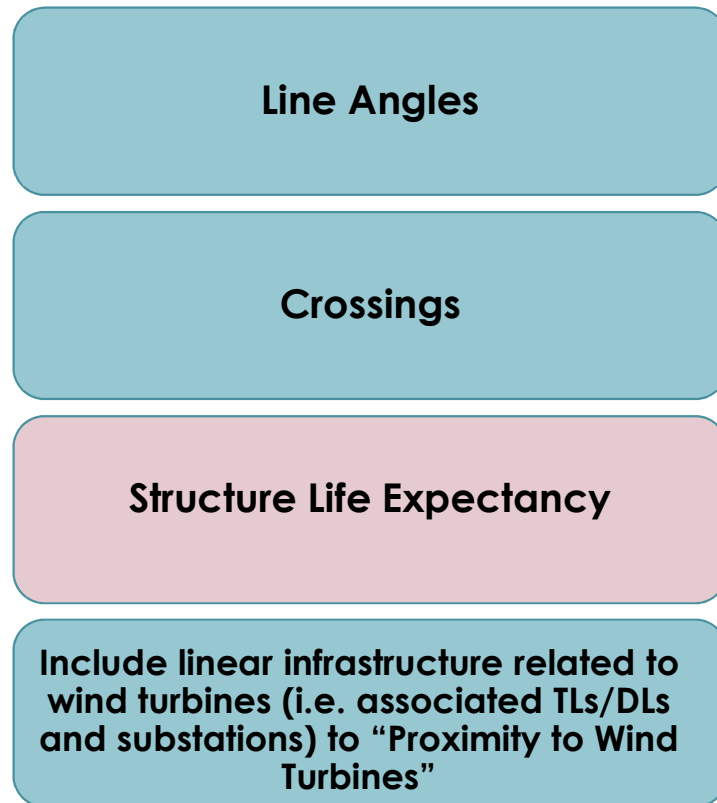 Line Angles
Crossings
Structure Life Expectancy
Include linear infrastructure related to
wind turbines (i.e. associated TLs/DLs
and substations) to “Proximity to Wind
Turbines”